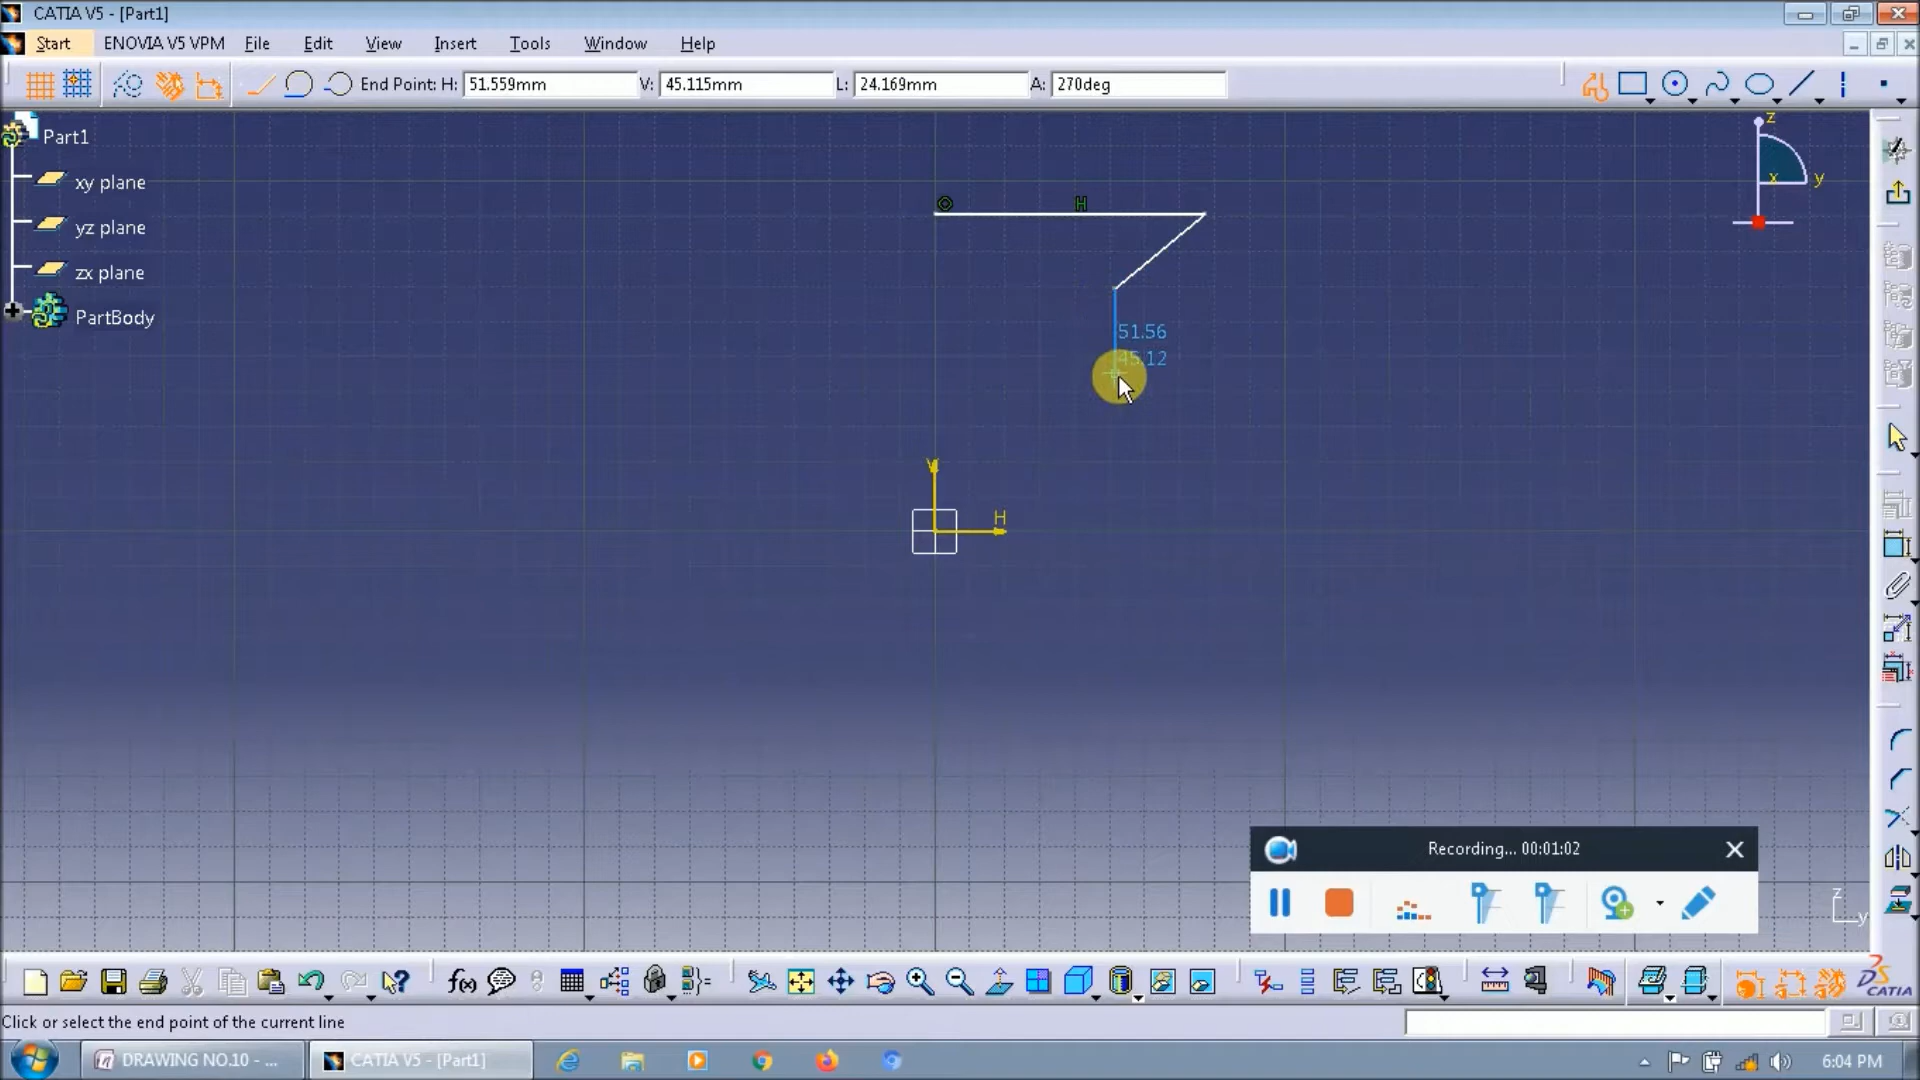 CATIA V5 - [Part1]
Start ENOVIA V5 VPM File Edit View Insert Tools Window Help
End Point: H: 51.559mm V: 45.115mm L: 24.169mm A: 270deg
Part1
xy plane
yz plane
zx plane
PartBody
z
x y
H
51.56
45.12
V
H
Recording... 00:01:02
z
y
f(x)
CATIA
Click or select the end point of the current line
DRAWING NO.10 - ...
CATIA V5 - [Part1]
6:04 PM